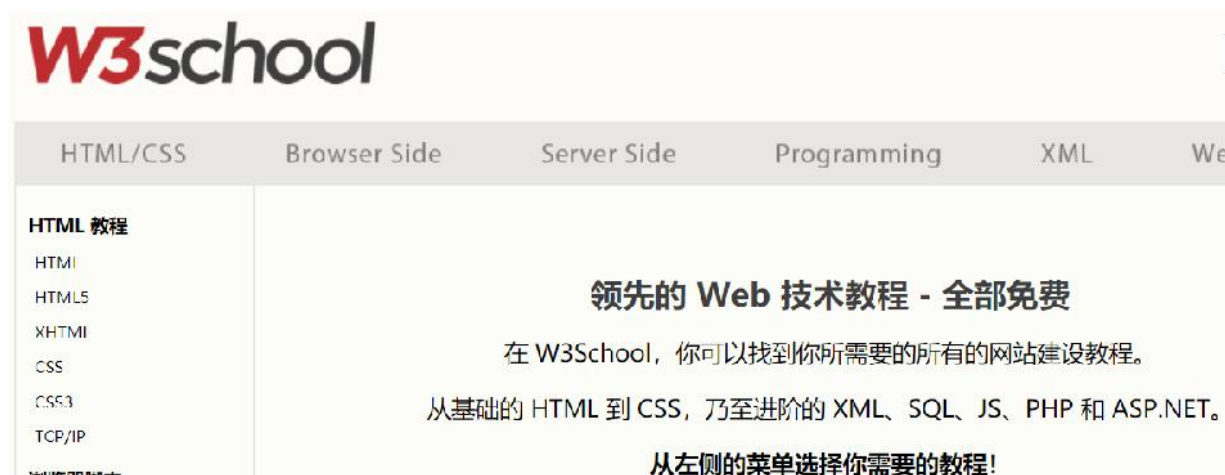 W3school
HTML/CSS Browser Side Server Side Programming XML
HTML 教程
HTML
HTML5
XHTML
CSS
CSS3
TCP/IP
领先的 Web 技术教程 - 全部免费
在 W3School，你可以找到你所需要的所有的网站建设教程。
从基础的 HTML 到 CSS，乃至进阶的 XML、SQL、JS、PHP 和 ASP.NET。
从左侧的菜单选择你需要的教程！